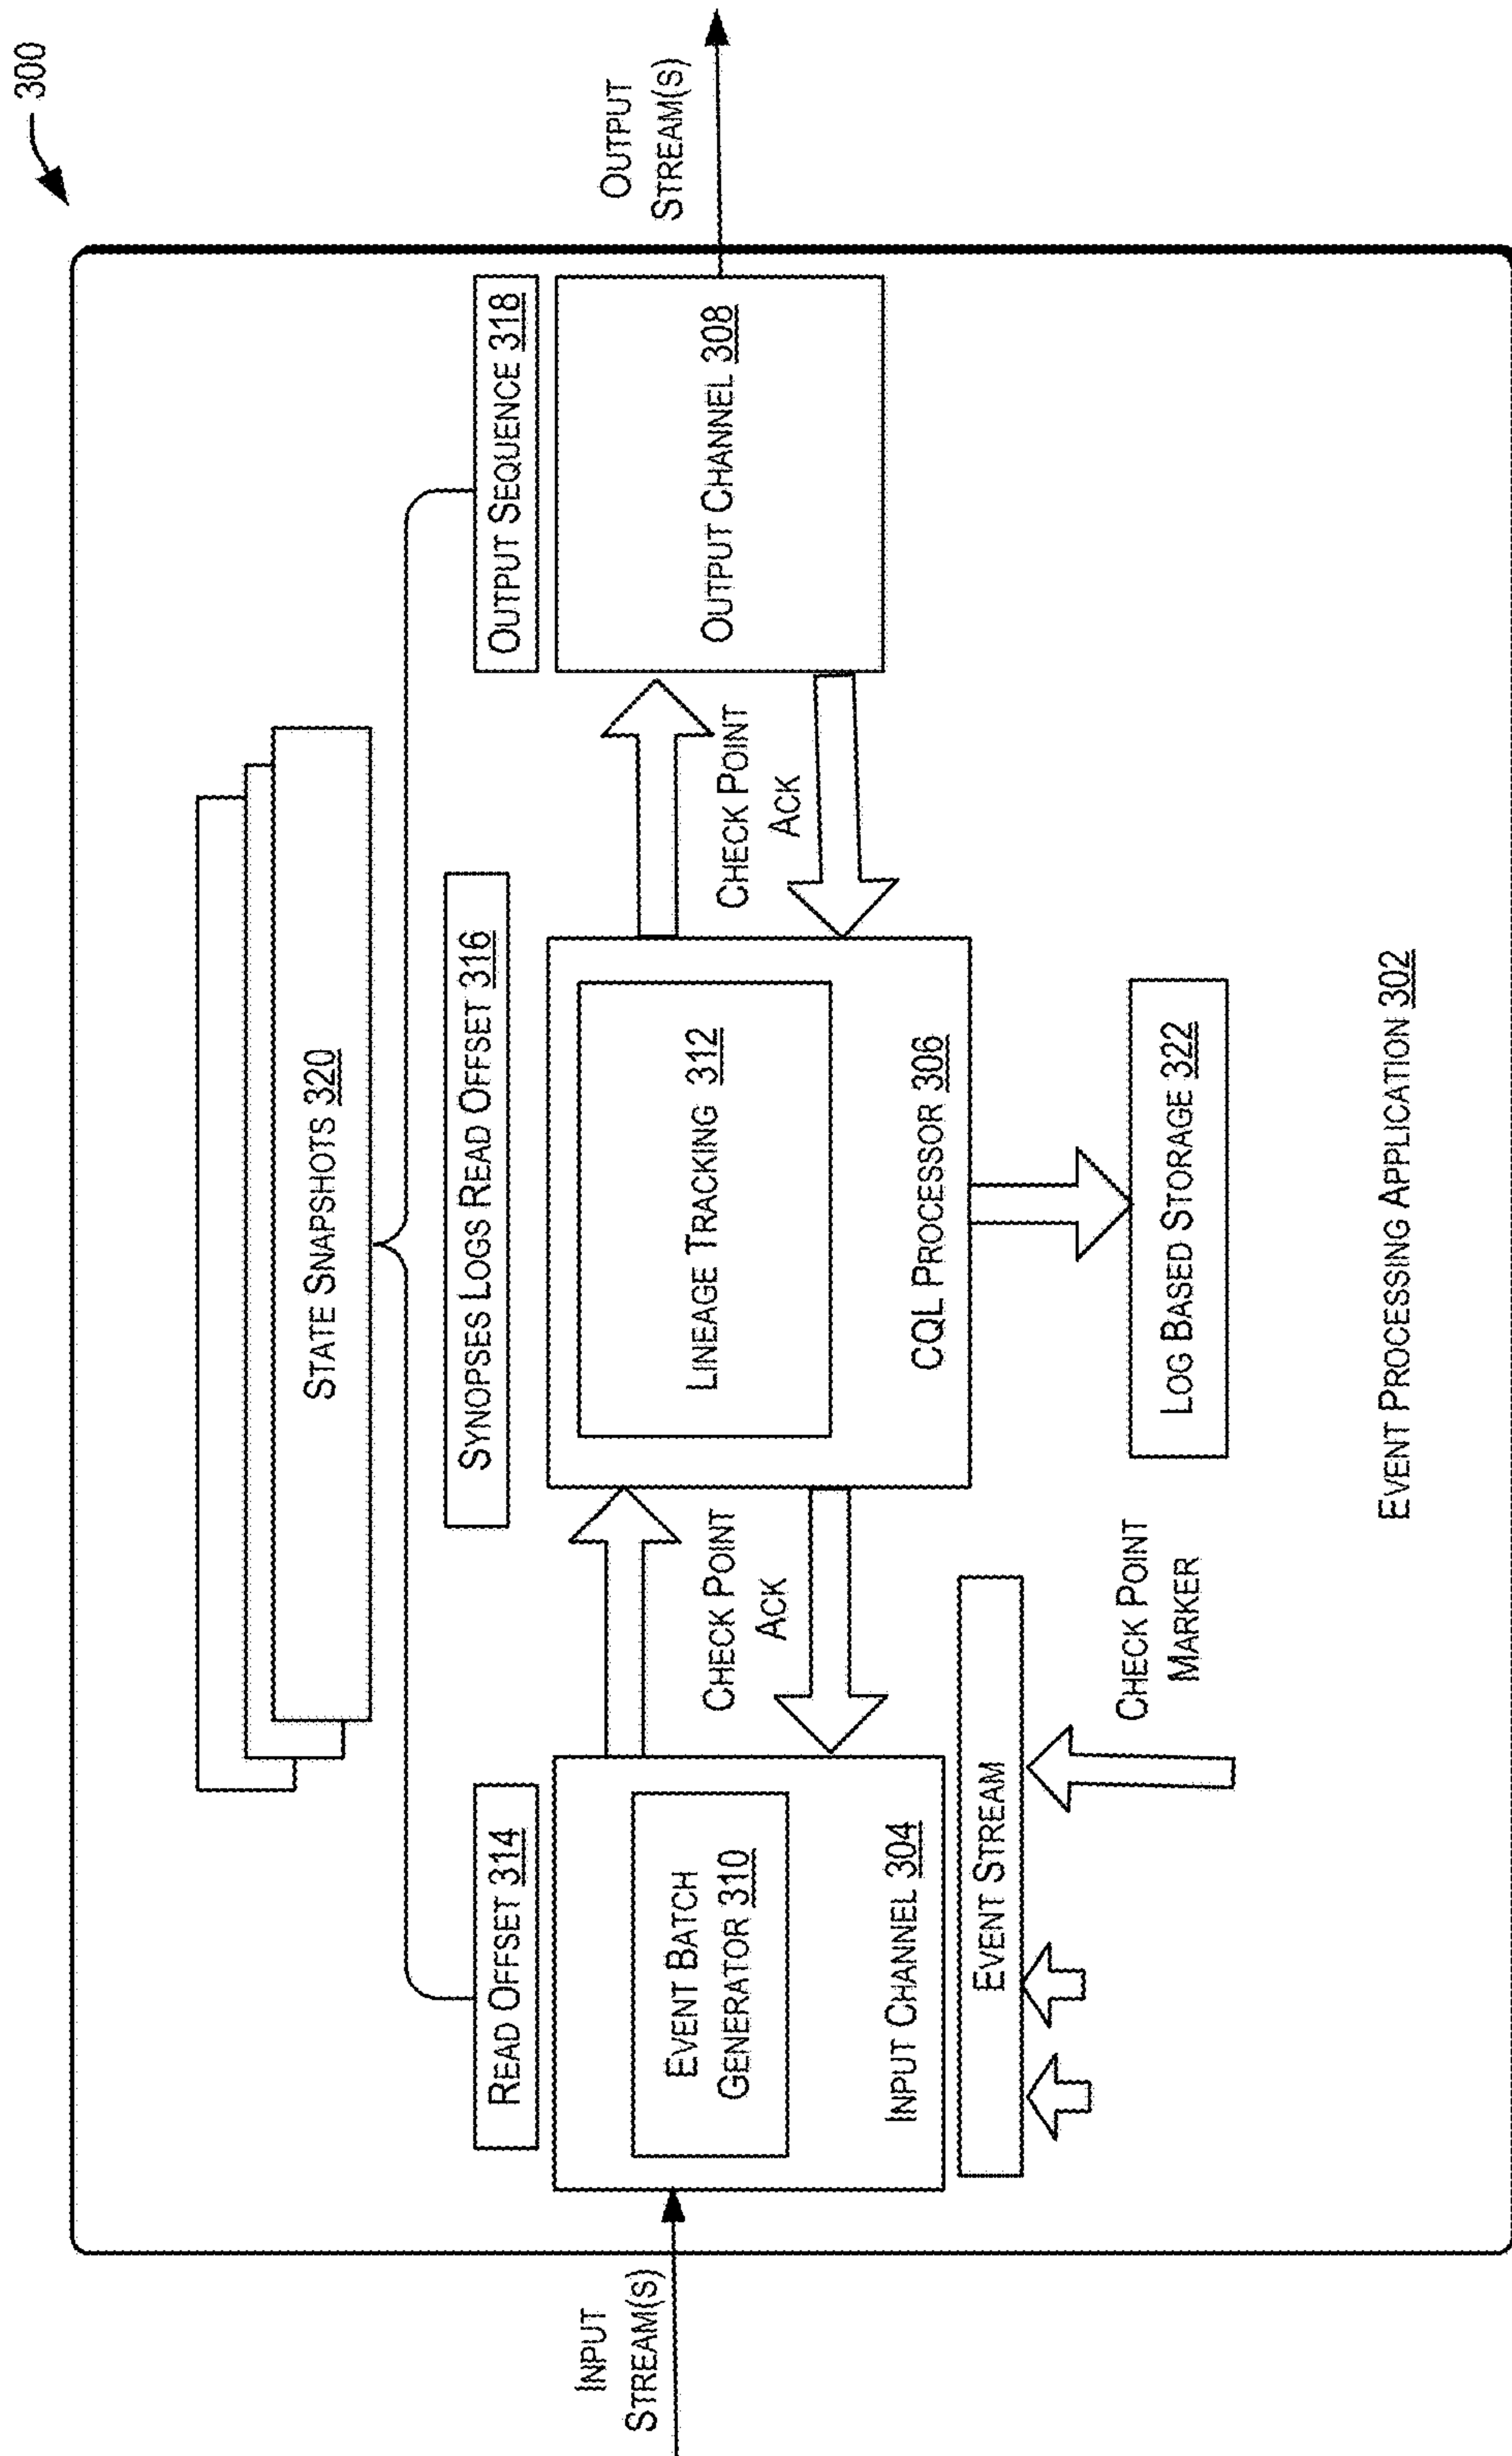 300
STATE SNAPSHOTS 320
INPUT
STREAM(S)
READ OFFSET 314
SYNOPSES LOGS READ OFFSET 316
OUTPUT SEQUENCE 318
OUTPUT
STREAM(S)
EVENT BATCH
GENERATOR 310
INPUT CHANNEL 304
CHECK POINT
ACK
LINEAGE TRACKING 312
CQL PROCESSOR 306
CHECK POINT
ACK
OUTPUT CHANNEL 308
EVENT STREAM
CHECK POINT
MARKER
LOG BASED STORAGE 322
EVENT PROCESSING APPLICATION 302